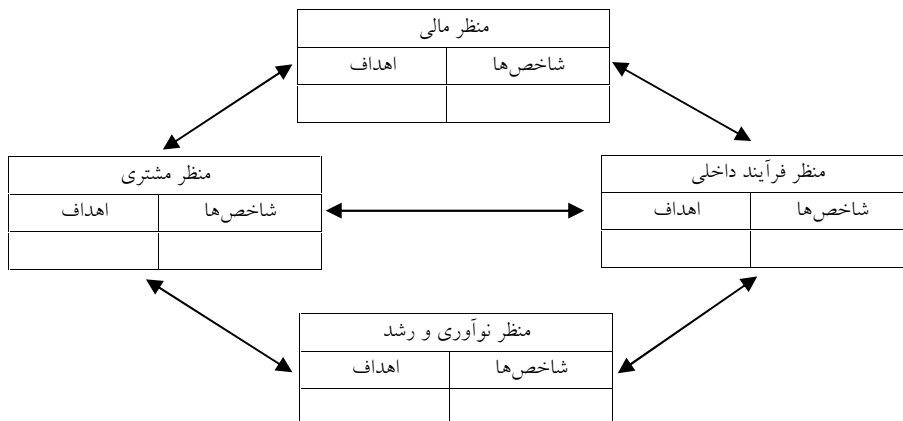 منظر مالی
شاخص‌ها اهداف
منظر فرآیند داخلی
شاخص‌ها اهداف
منظر مشتری
شاخص‌ها اهداف
منظر نوآوری و رشد
شاخص‌ها اهداف